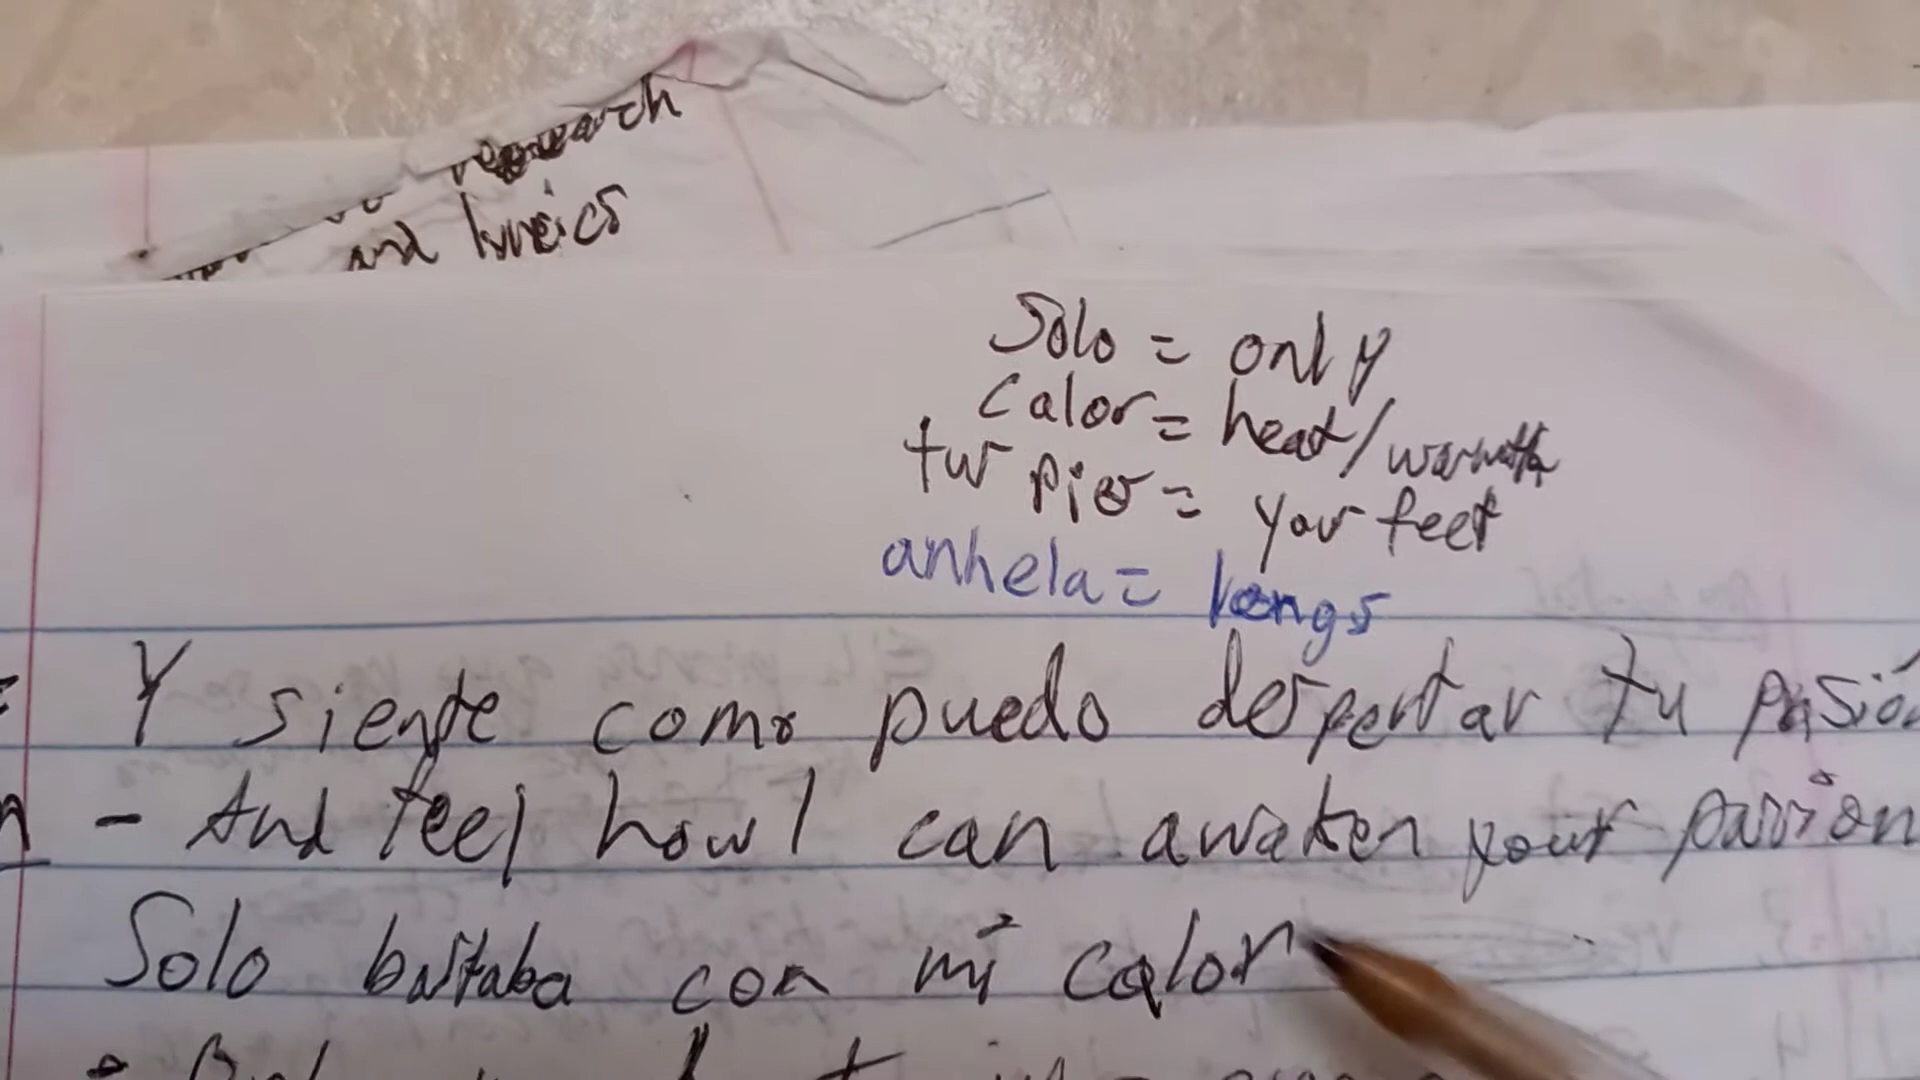 research
and lyrics
Solo = only
Calor = heat/warmth
tus pies = your feet
anhela = longs
Y siente como puedo despertar tu pasión
- And feel how I can awaken your passion
Solo bastaba con mi calor